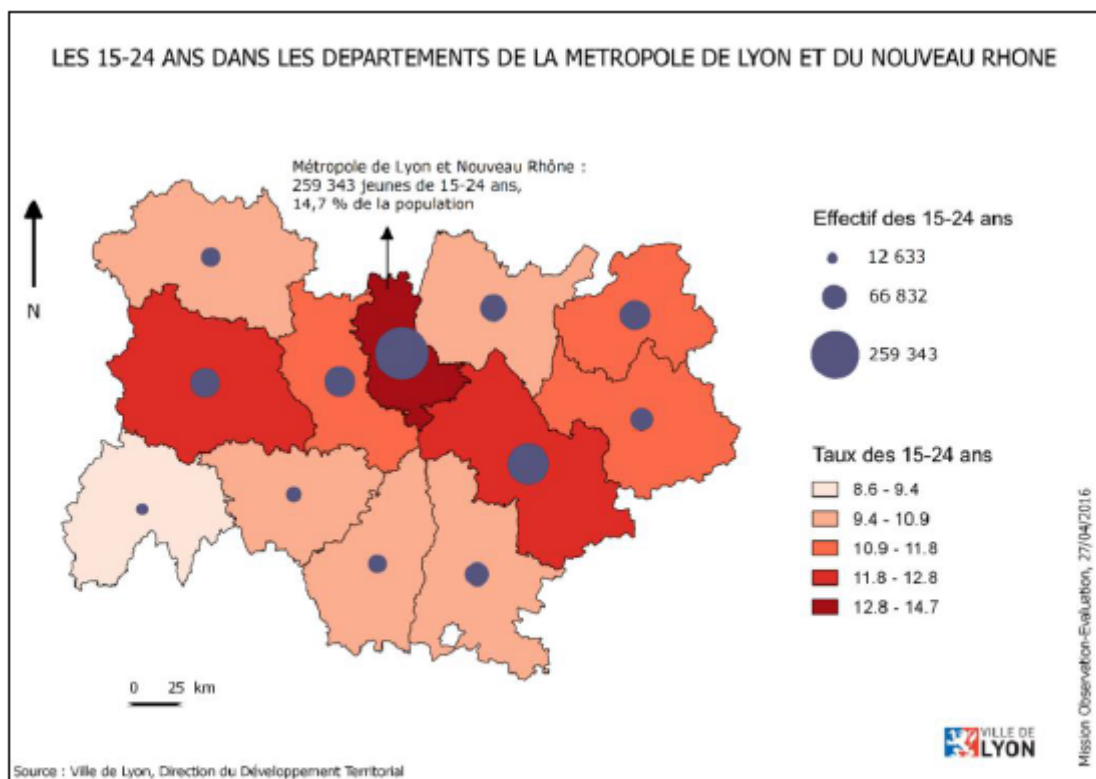 LES 15-24 ANS DANS LES DEPARTEMENTS DE LA METROPOLE DE LYON ET DU NOUVEAU RHONE
Métropole de Lyon et Nouveau Rhône :
259 343 jeunes de 15-24 ans,
14,7 % de la population
N
Effectif des 15-24 ans
12 633
66 832
259 343
Taux des 15-24 ans
8.6 - 9.4
9.4 - 10.9
10.9 - 11.8
11.8 - 12.8
12.8 - 14.7
0 25 km
VILLE DE
LYON
Mission Observation-Evaluation, 27/04/2016
Source : Ville de Lyon, Direction du Développement Territorial